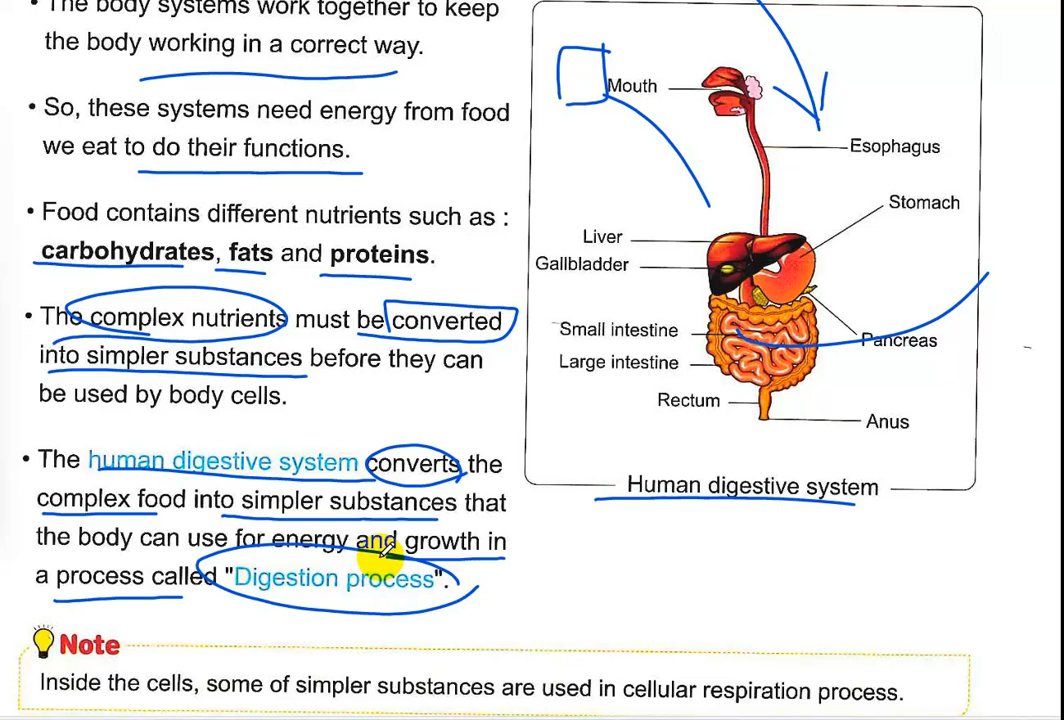 • The body systems work together to keep
the body working in a correct way.
• So, these systems need energy from food
we eat to do their functions.
• Food contains different nutrients such as :
carbohydrates, fats and proteins.
• The complex nutrients must be converted
into simpler substances before they can
be used by body cells.
• The human digestive system converts the
complex food into simpler substances that
the body can use for energy and growth in
a process called "Digestion process".
Mouth
Esophagus
Stomach
Liver
Gallbladder
Small intestine
Pancreas
Large intestine
Rectum
Anus
Human digestive system
Note
Inside the cells, some of simpler substances are used in cellular respiration process.